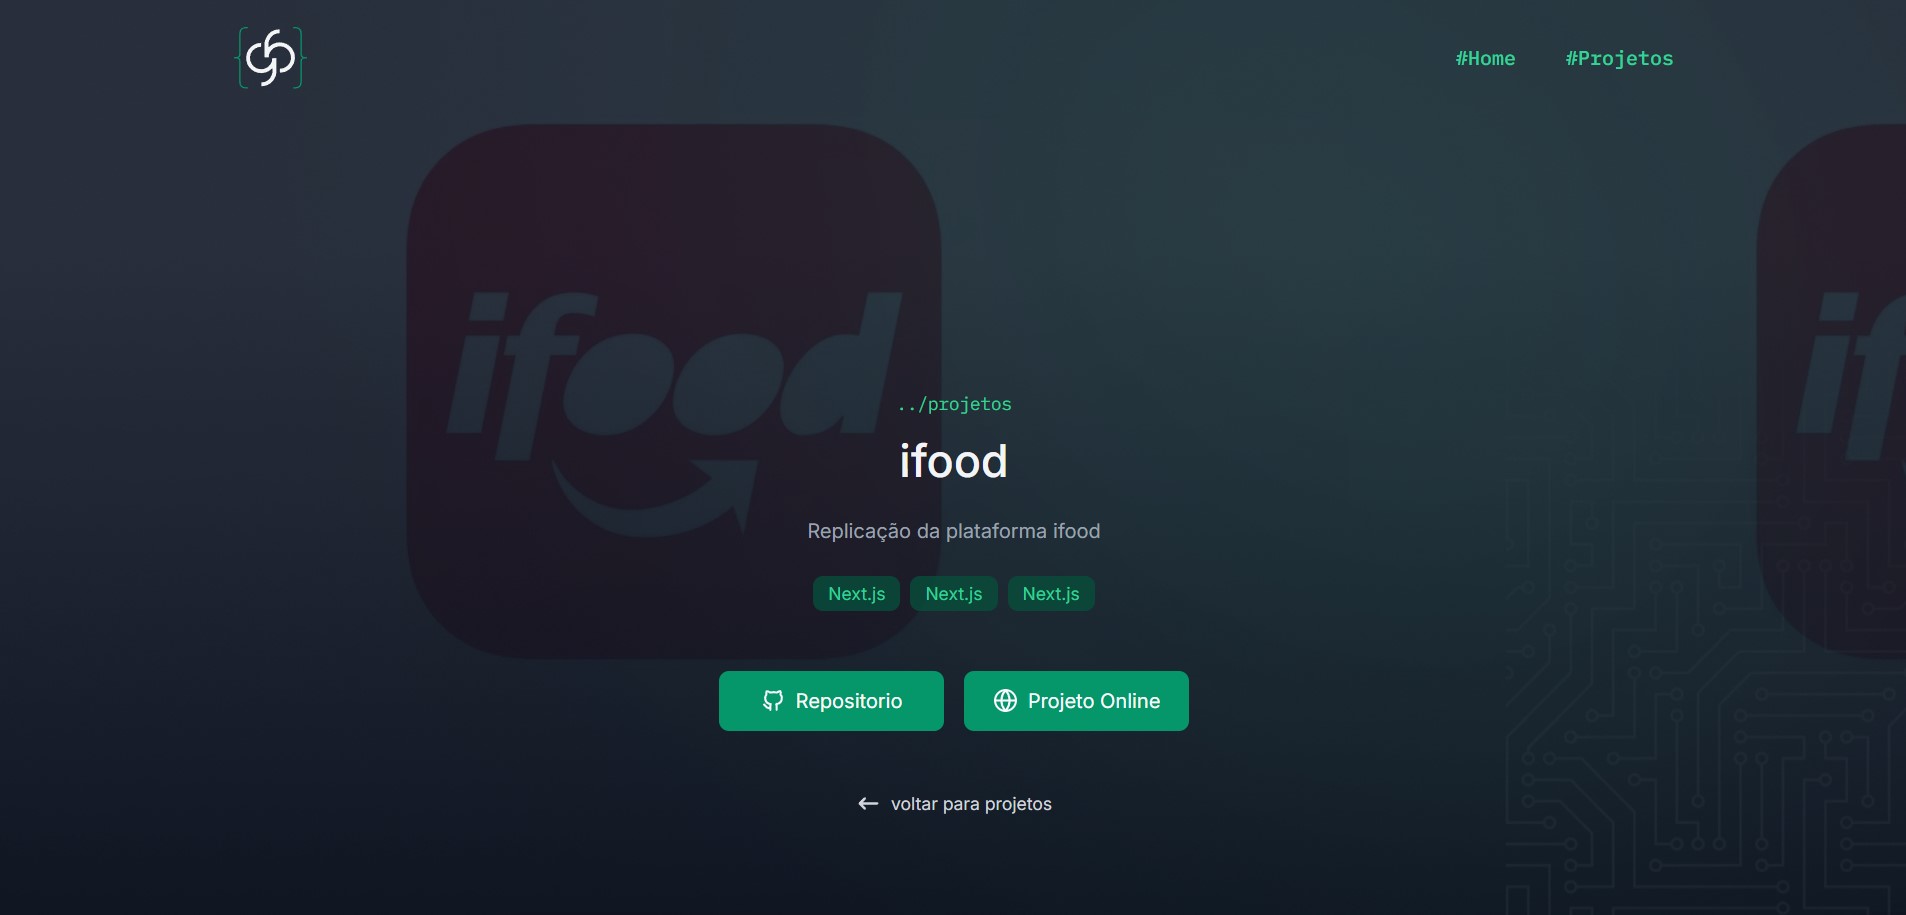 #Home #Projetos
ifood
if
../projetos
ifood
Replicação da plataforma ifood
Next.js Next.js Next.js
Repositorio Projeto Online
voltar para projetos